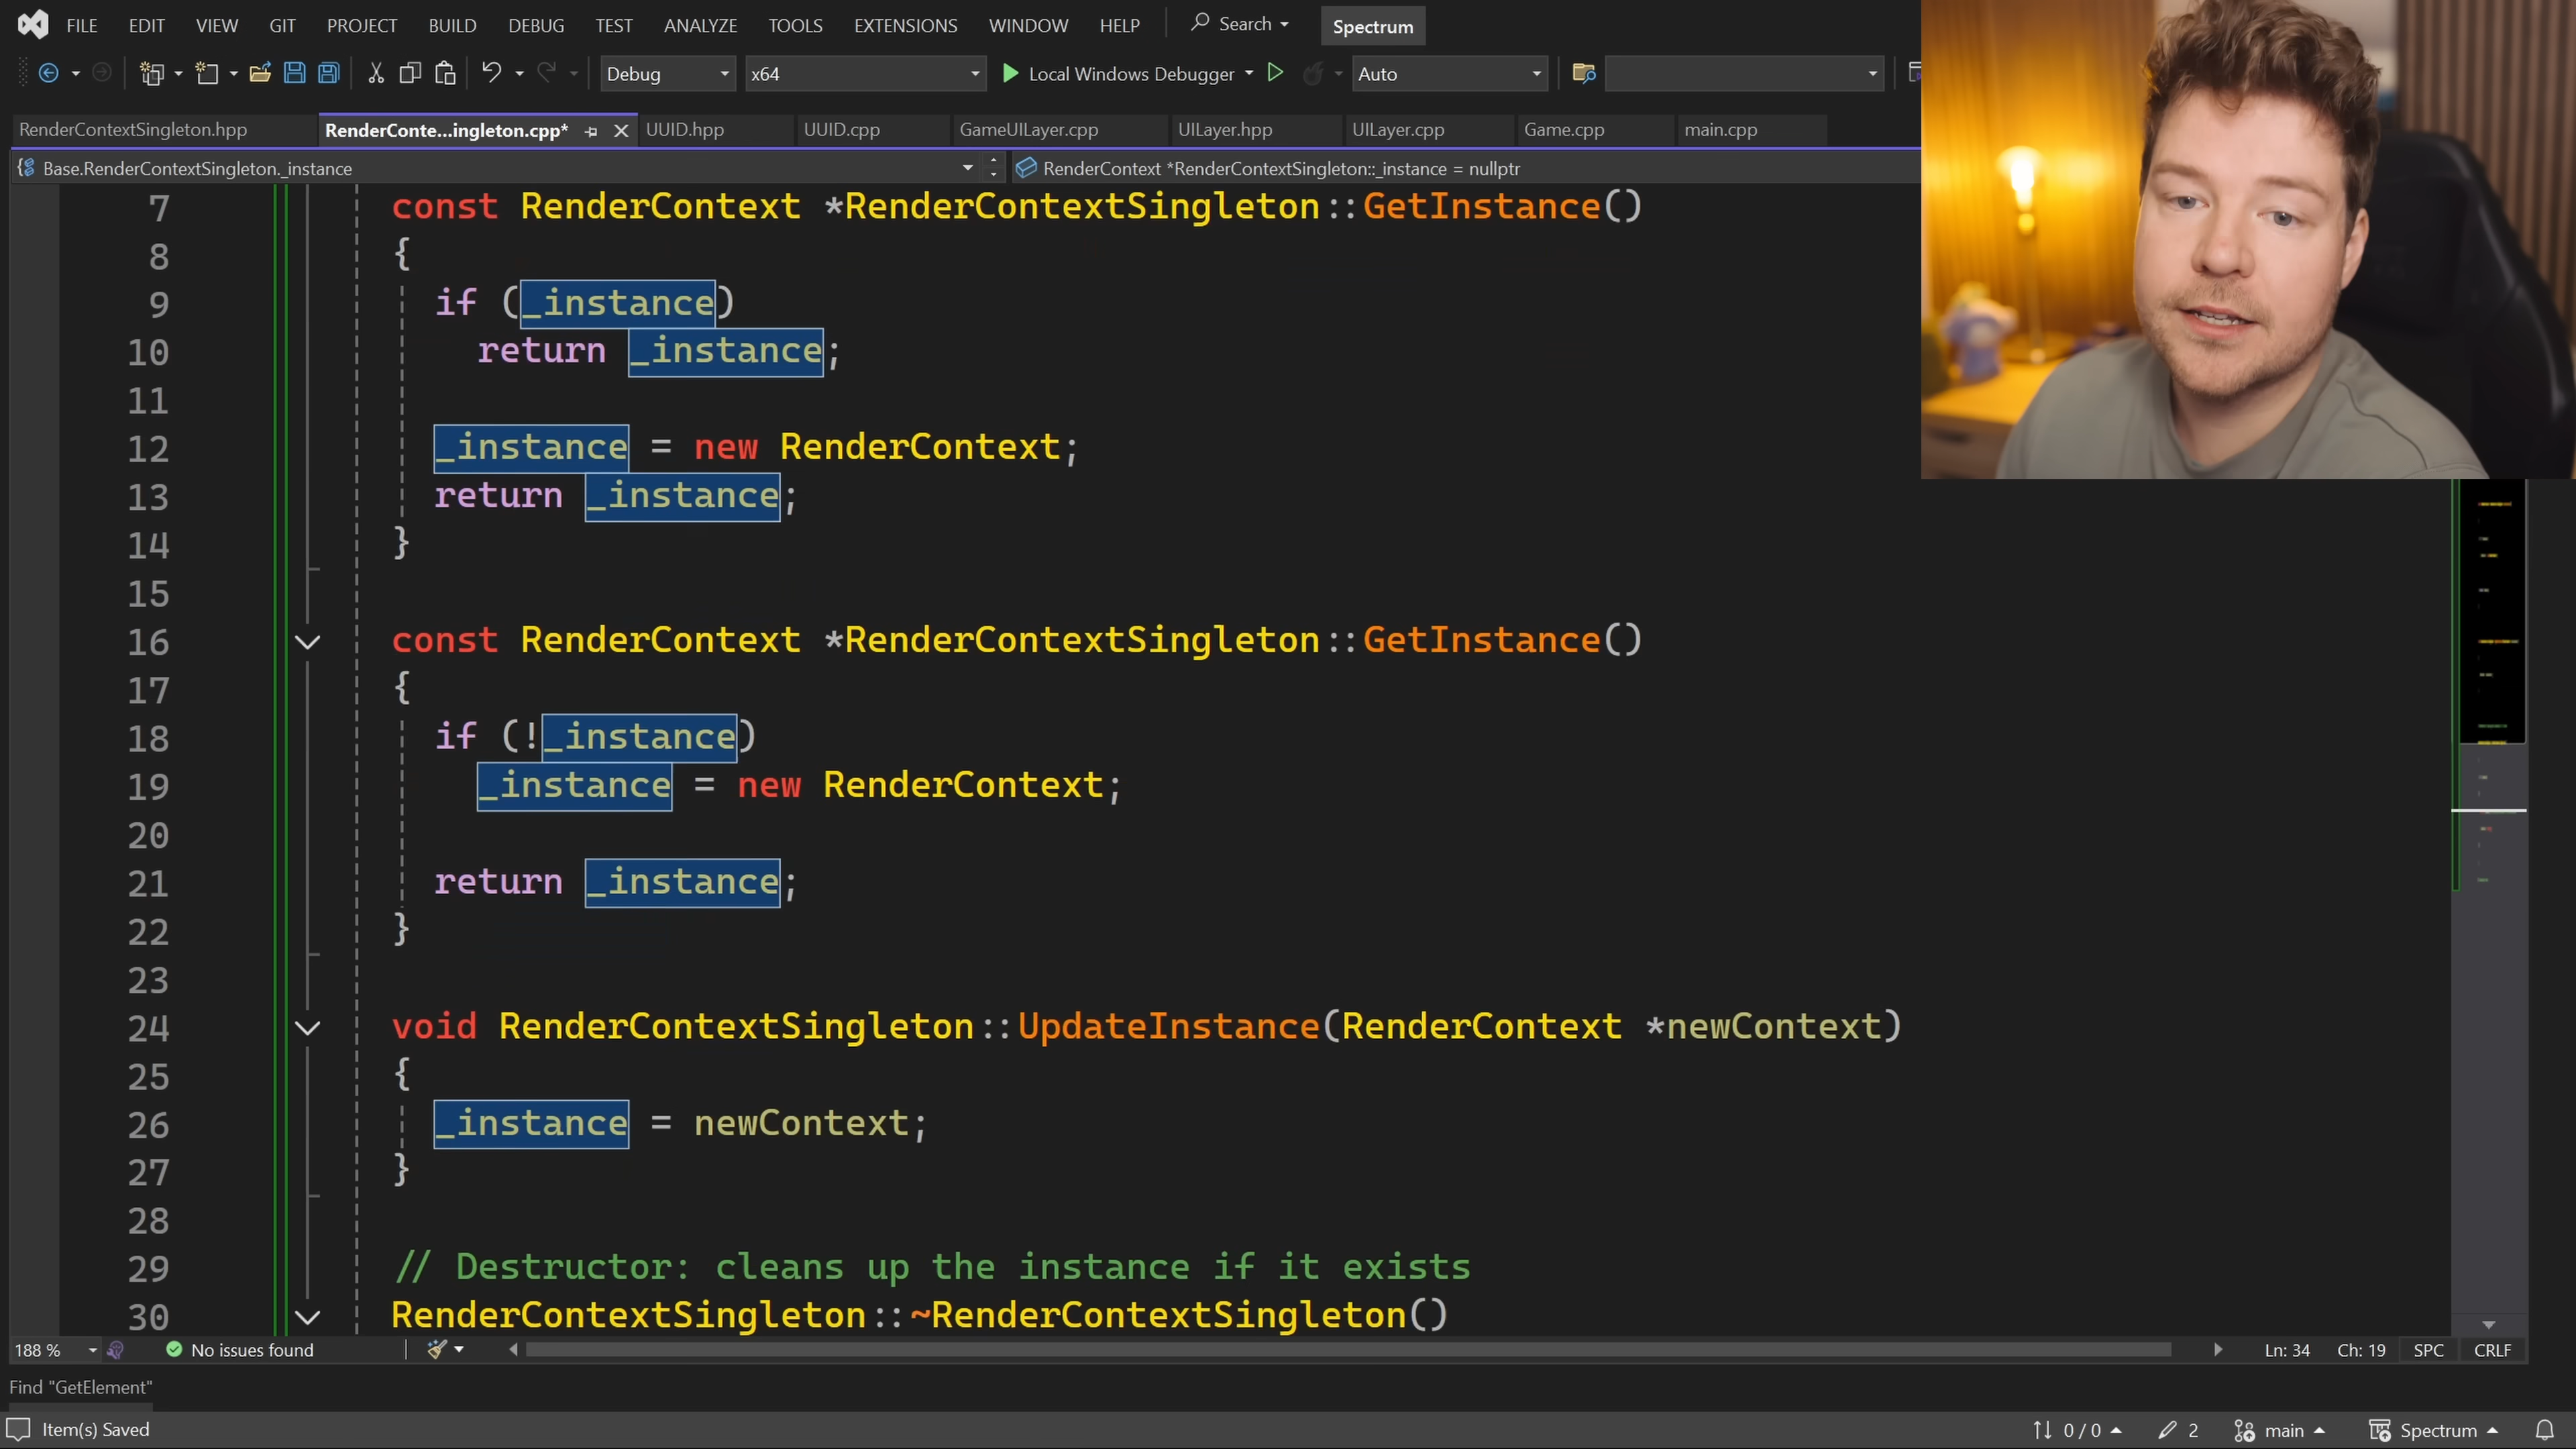 FILE EDIT VIEW GIT PROJECT BUILD DEBUG TEST ANALYZE TOOLS EXTENSIONS WINDOW HELP Search Spectrum
Debug x64 Local Windows Debugger Auto
RenderContextSingleton.hpp RenderConte...ingleton.cpp* UUID.hpp UUID.cpp GameUILayer.cpp UILayer.hpp UILayer.cpp Game.cpp main.cpp
Base.RenderContextSingleton._instance RenderContext *RenderContextSingleton::_instance = nullptr
7 const RenderContext *RenderContextSingleton::GetInstance()
8 {
9 if (_instance)
10 return _instance;
11
12 _instance = new RenderContext;
13 return _instance;
14 }
15
16 const RenderContext *RenderContextSingleton::GetInstance()
17 {
18 if (!_instance)
19 _instance = new RenderContext;
20
21 return _instance;
22 }
23
24 void RenderContextSingleton::UpdateInstance(RenderContext *newContext)
25 {
26 _instance = newContext;
27 }
28
29 // Destructor: cleans up the instance if it exists
30 RenderContextSingleton::~RenderContextSingleton()
188 % No issues found Ln: 34 Ch: 19 SPC CRLF
Find "GetElement"
Item(s) Saved 0 / 0 2 main Spectrum